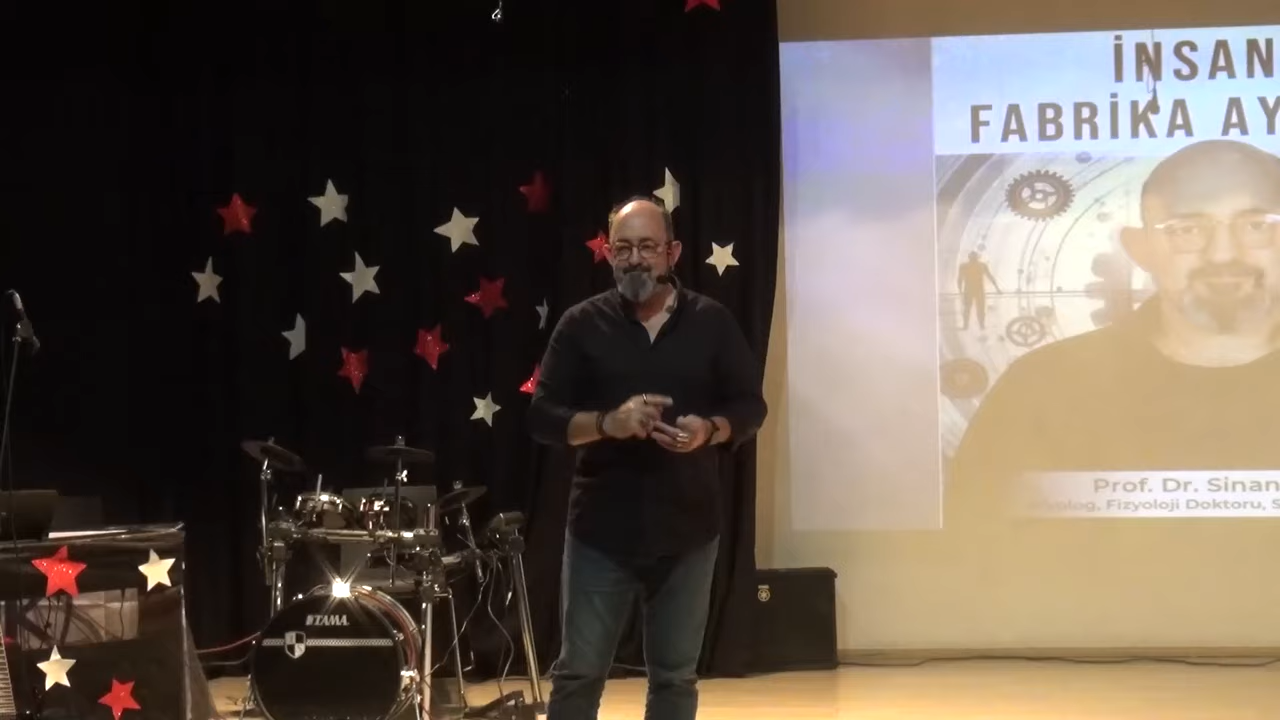 İNSAN
FABRİKA AY
Prof. Dr. Sinan
Fizyoloji Doktoru, S
TAMA